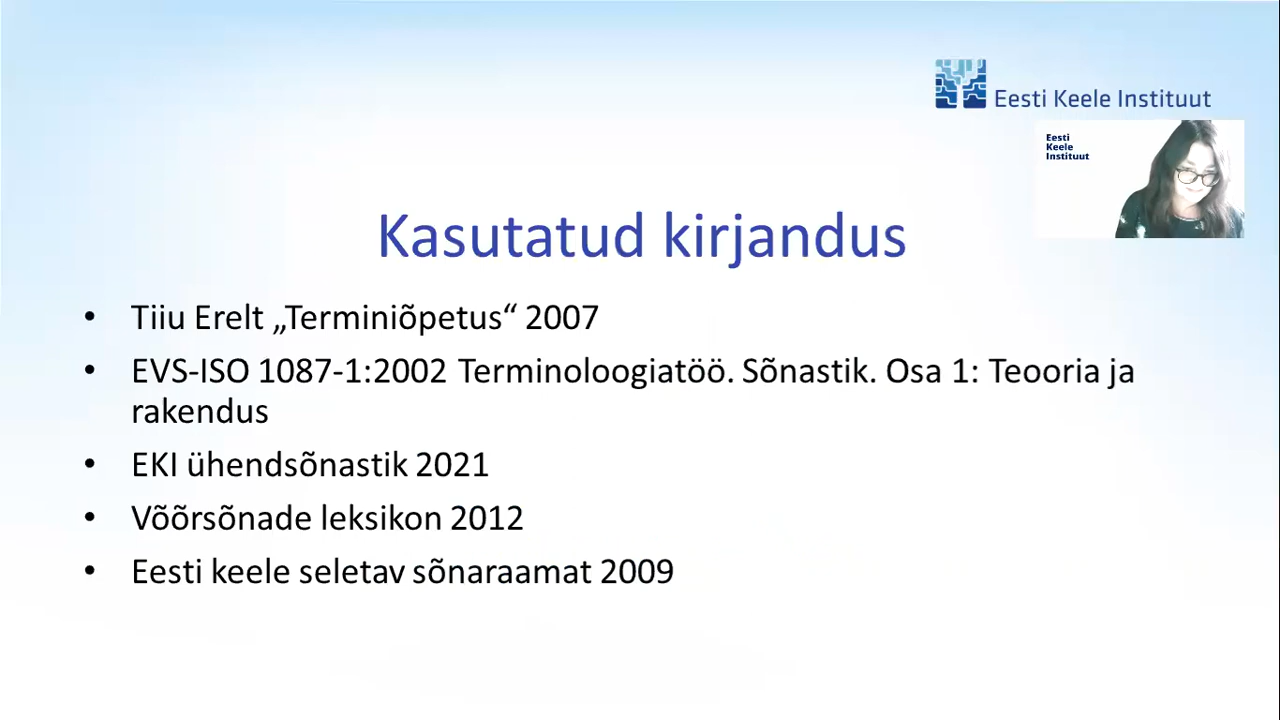 Eesti Keele Instituut
Eesti
Keele
Instituut
Kasutatud kirjandus
• Tiiu Erelt „Terminiõpetus“ 2007
• EVS-ISO 1087-1:2002 Terminoloogiatöö. Sõnastik. Osa 1: Teooria ja
rakendus
• EKI ühendsõnastik 2021
• Võõrsõnade leksikon 2012
• Eesti keele seletav sõnaraamat 2009